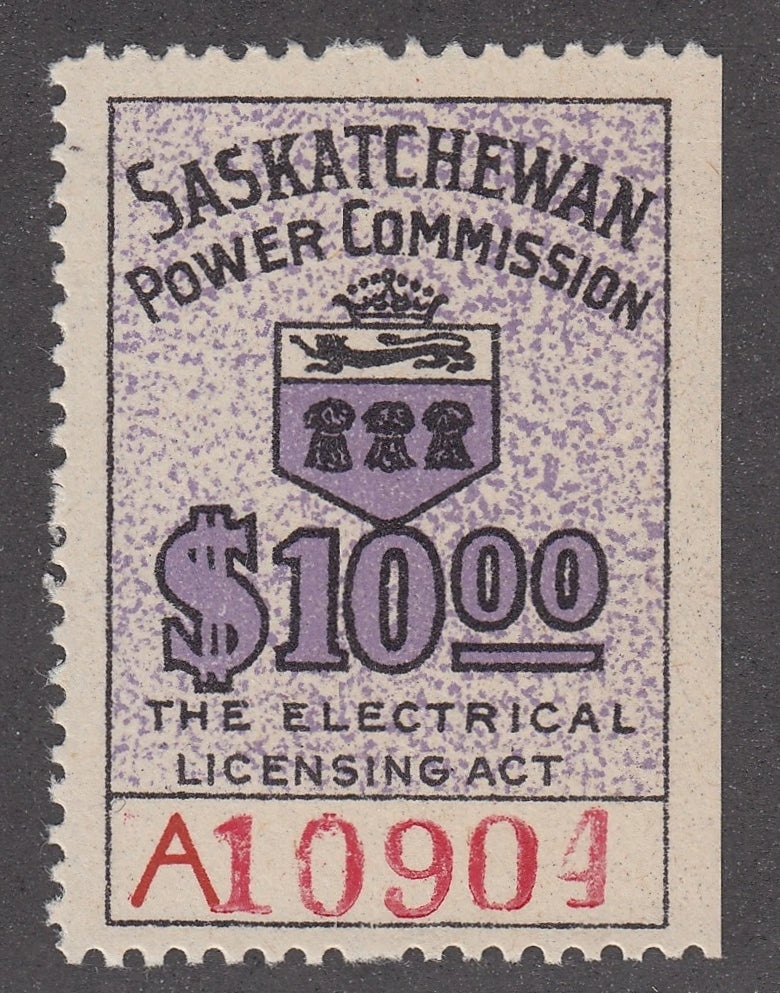 SASKATCHEWAN
POWER COMMISSION
$10.00
THE ELECTRICAL
LICENSING ACT
A10904